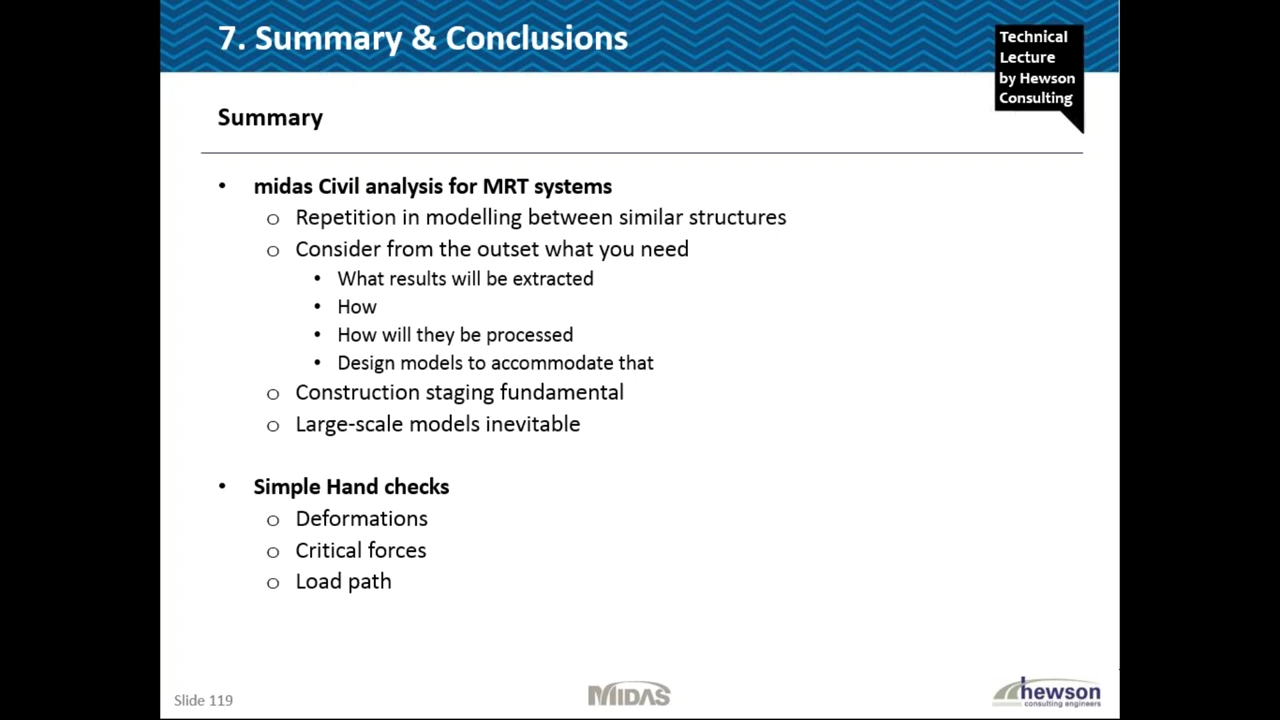 7. Summary & Conclusions
Technical
Lecture
by Hewson
Consulting
Summary
• midas Civil analysis for MRT systems
o Repetition in modelling between similar structures
o Consider from the outset what you need
• What results will be extracted
• How
• How will they be processed
• Design models to accommodate that
o Construction staging fundamental
o Large-scale models inevitable
• Simple Hand checks
o Deformations
o Critical forces
o Load path
Slide 119
MIDAS
hewson
consulting engineers